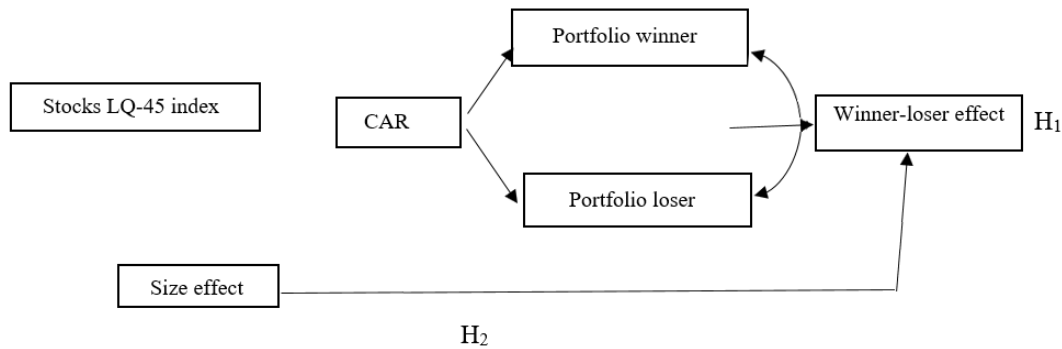 Portfolio winner
Stocks LQ-45 index
CAR
Winner-loser effect
H₁
Portfolio loser
Size effect
H₂